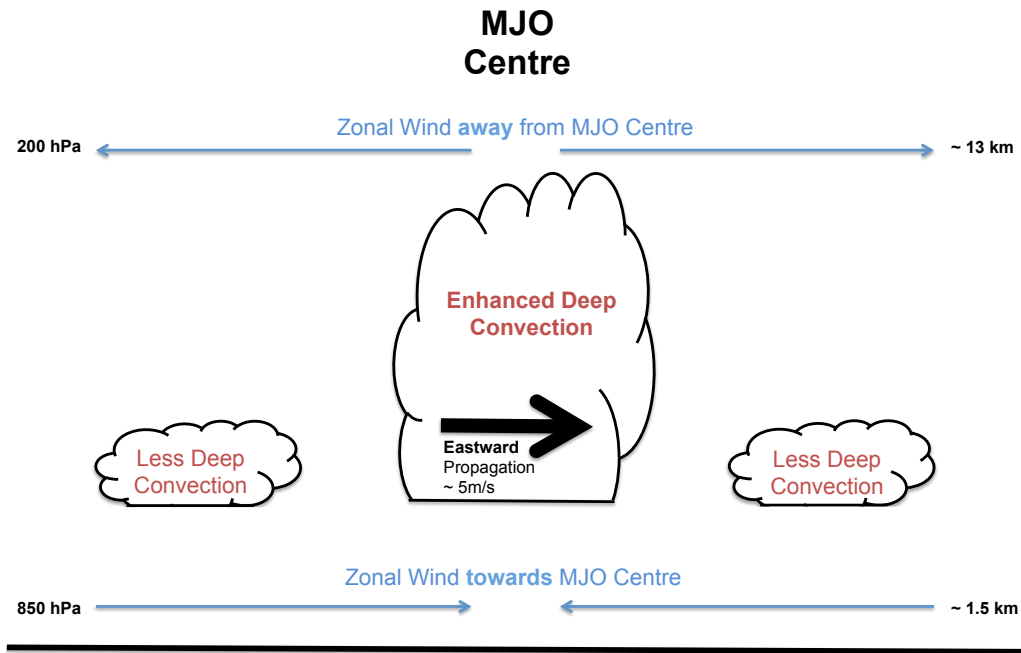 MJO
Centre
Zonal Wind away from MJO Centre
200 hPa
~ 13 km
Enhanced Deep
Convection
Eastward
Propagation
~ 5m/s
Less Deep
Convection
Less Deep
Convection
Zonal Wind towards MJO Centre
850 hPa
~ 1.5 km